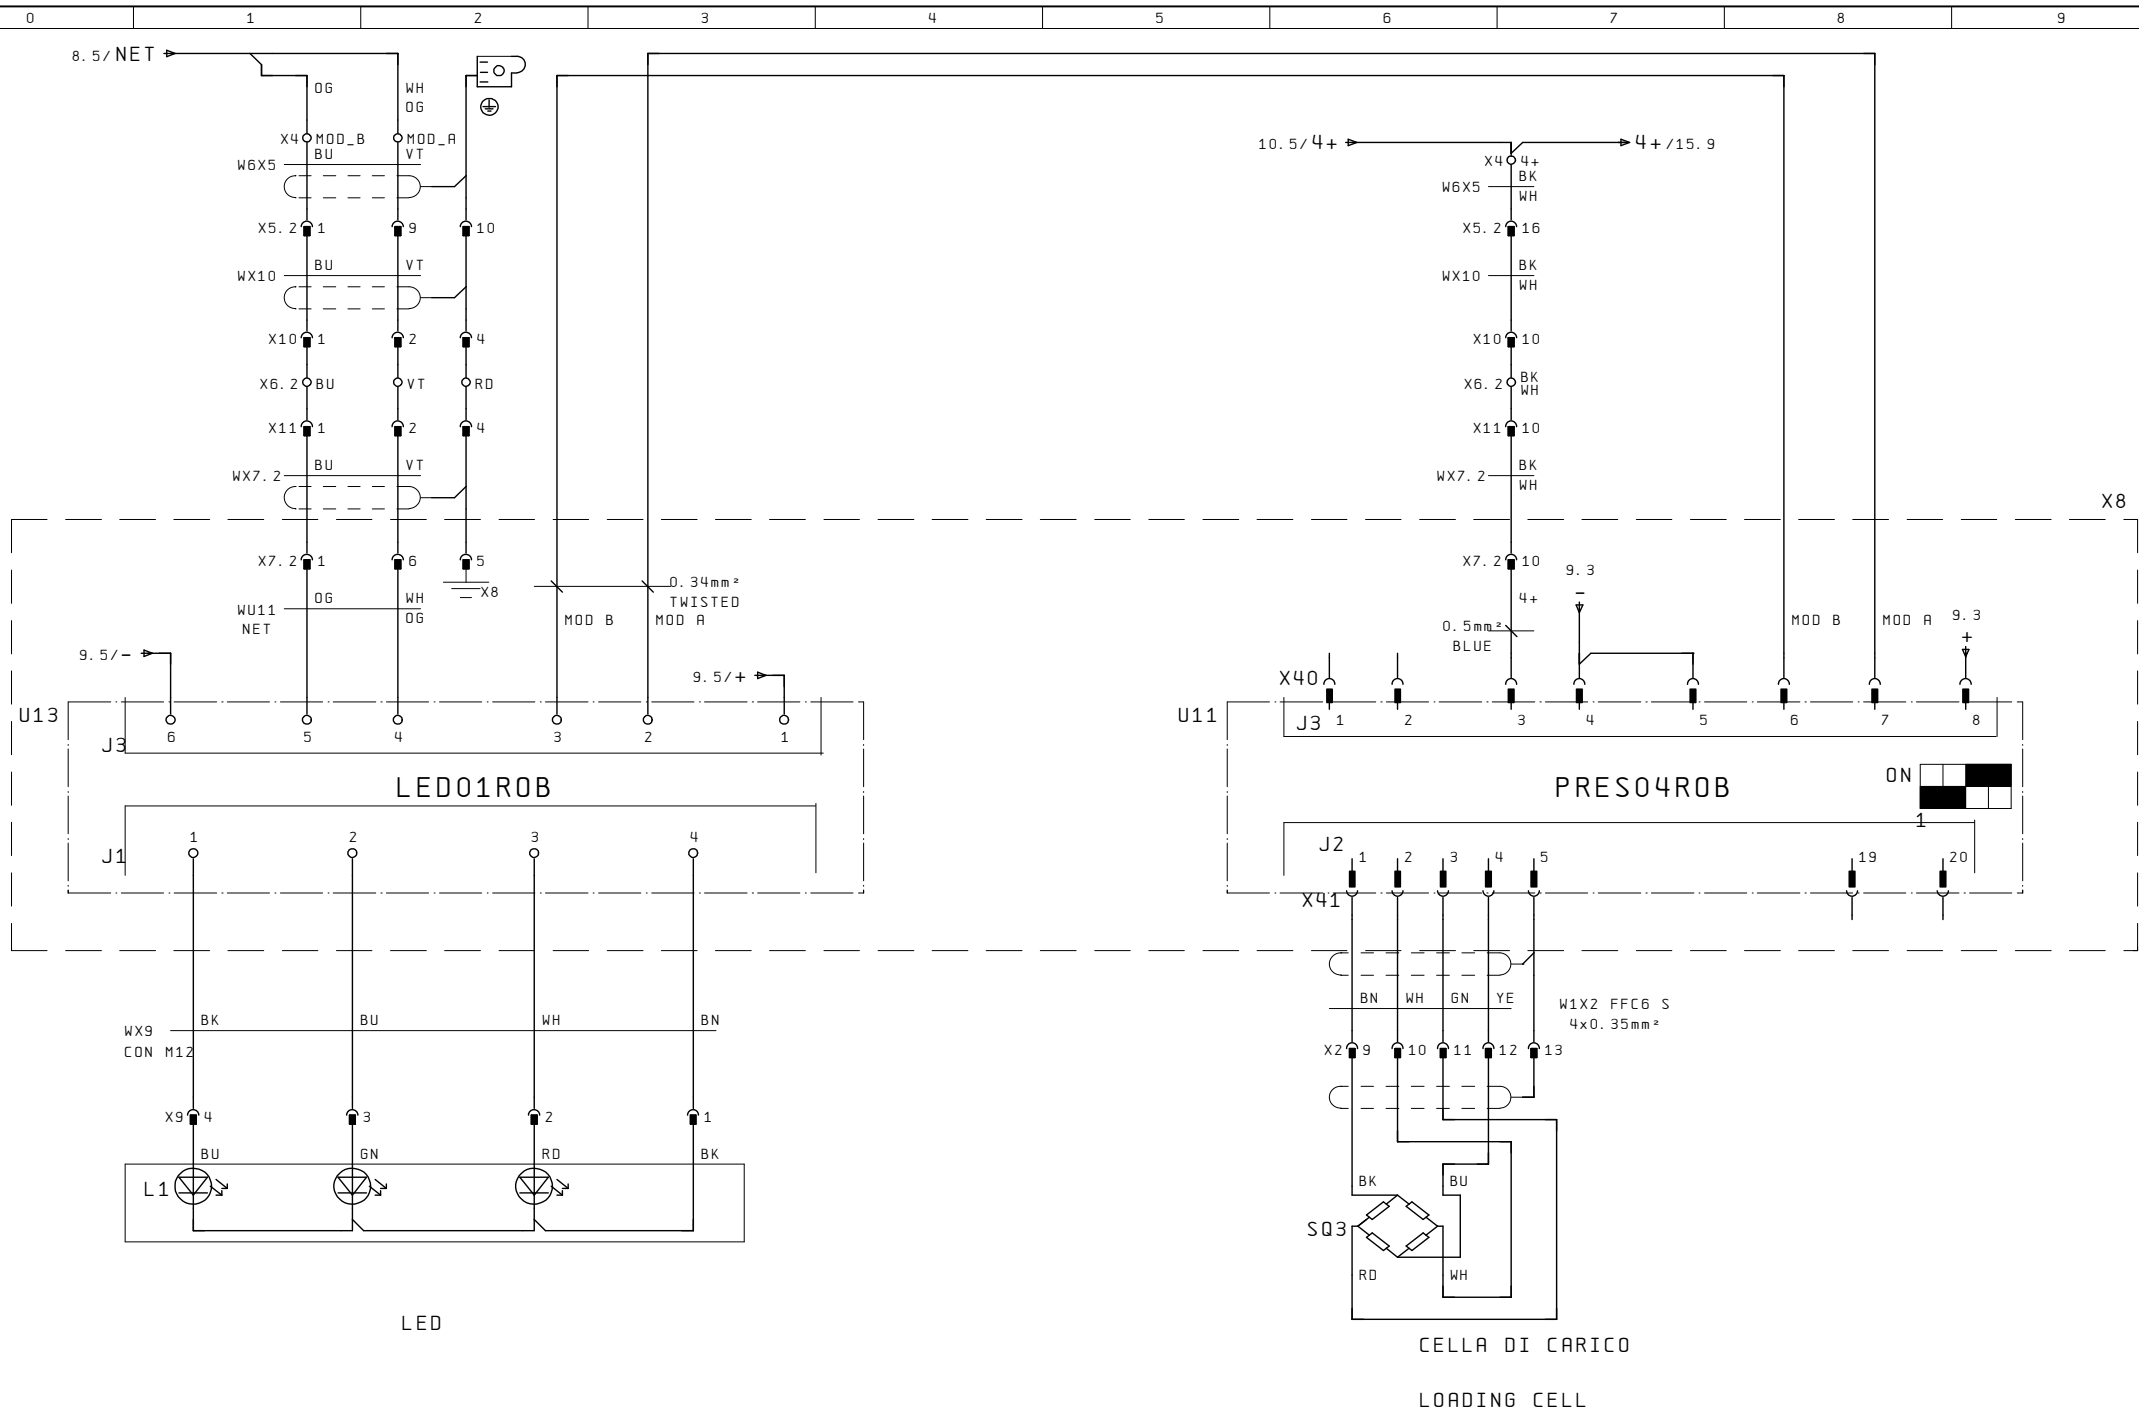 0 1 2 3 4 5 6 7 8 9
8.5/NET
OG WH
OG
10.5/4+ 4+/15.9
X4 MOD_B MOD_A
BU VT
W6X5
X4 4+
BK
W6X5
WH
X5.2 1 9 10
X5.2 16
BU VT
WX10
BK
WX10
WH
X10 1 2 4
X10 10
X6.2 BU VT RD
X6.2 BK
WH
X11 1 2 4
X11 10
BU VT
WX7.2
BK
WX7.2
WH
X8
X7.2 1 6 5
X8
X7.2 10
9.3
-
0.34mm²
TWISTED
OG WH
WU11
NET
OG
MOD B MOD A
4+
0.5mm²
BLUE
MOD B MOD A
9.3
+
9.5/-
9.5/+
X40
U13
J3
6 5 4 3 2 1
U11
J3 1 2 3 4 5 6 7 8
LED01ROB
PRES04ROB
ON
1
J1
1 2 3 4
J2
1 2 3 4 5 19 20
X41
BN WH GN YE
W1X2 FFC6 S
4x0.35mm²
WX9
CON M12
BK BU WH BN
X2 9 10 11 12 13
X9 4 3 2 1
BU GN RD BK
L1
BK BU
SQ3
RD WH
LED
CELLA DI CARICO
LOADING CELL